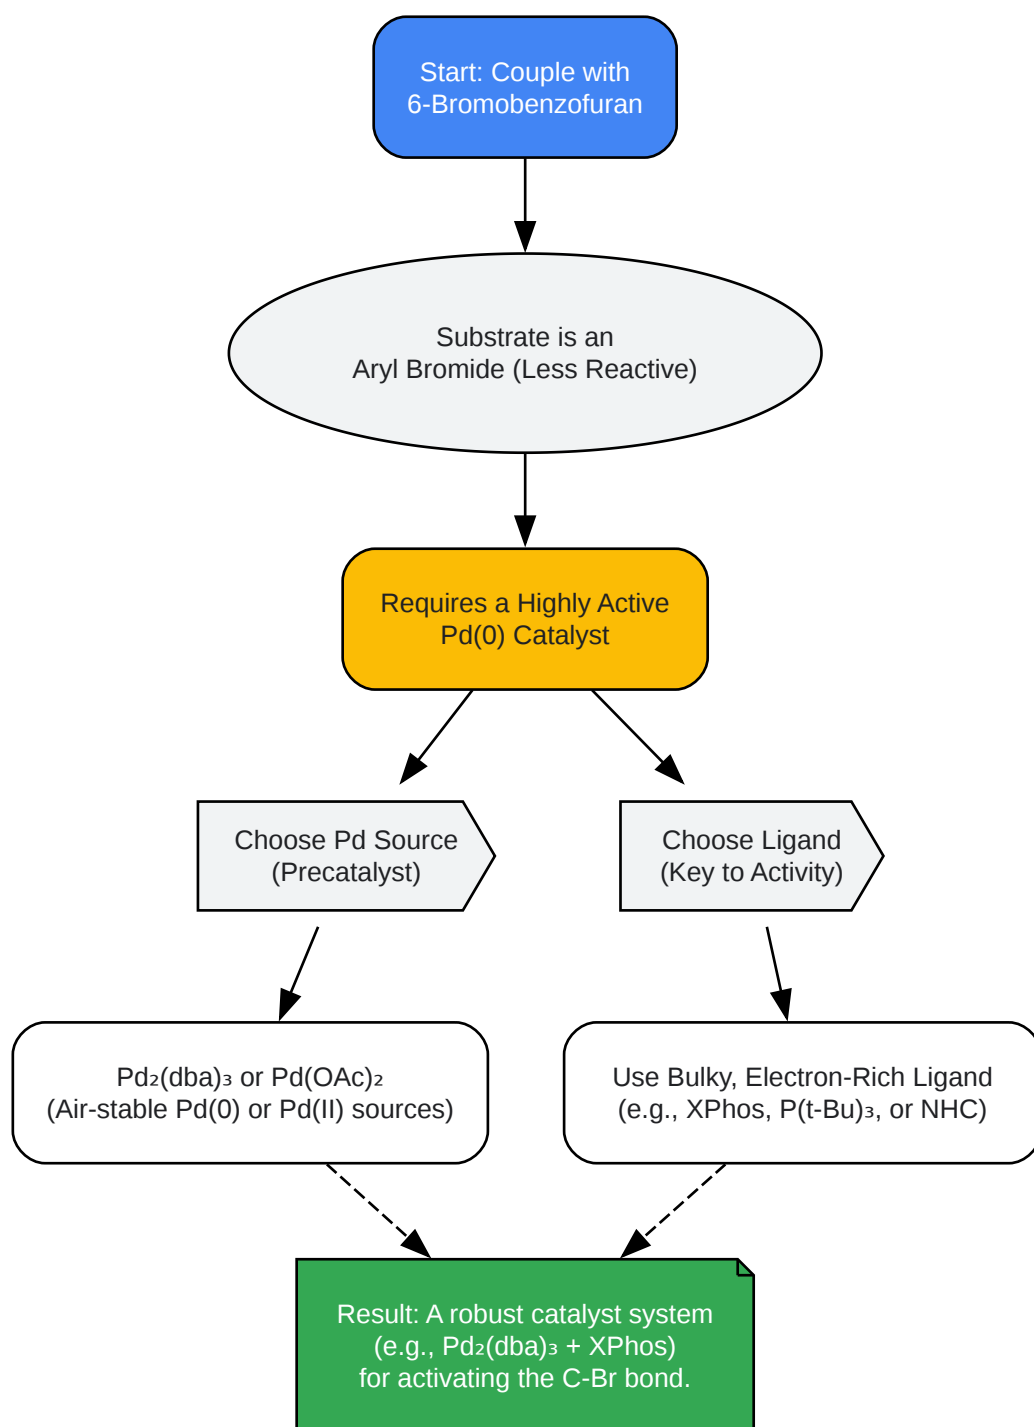 Start: Couple with
6-Bromobenzofuran
Substrate is an
Aryl Bromide (Less Reactive)
Requires a Highly Active
Pd(0) Catalyst
Choose Pd Source
(Precatalyst)
Choose Ligand
(Key to Activity)
Pd₂(dba)₃ or Pd(OAc)₂
(Air-stable Pd(0) or Pd(II) sources)
Use Bulky, Electron-Rich Ligand
(e.g., XPhos, P(t-Bu)₃, or NHC)
Result: A robust catalyst system
(e.g., Pd₂(dba)₃ + XPhos)
for activating the C-Br bond.